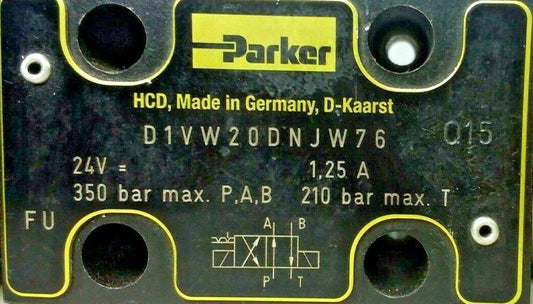 Parker
HCD, Made in Germany, D-Kaarst
D1VW20DNJW76 Q15
24V = 1,25 A
350 bar max. P,A,B 210 bar max. T
FU
A B
P T